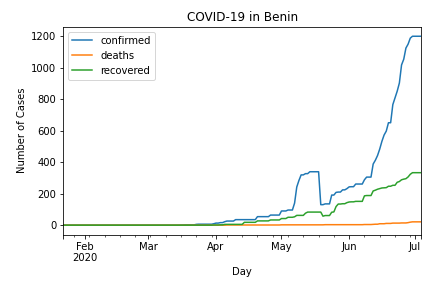 COVID-19 in Benin
confirmed
deaths
recovered
Number of Cases
1200
1000
800
600
400
200
0
Feb
2020
Mar
Apr
May
Jun
Jul
Day